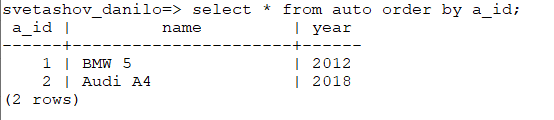 svetashov_danilo=> select * from auto order by a_id;
 a_id |         name         | year
------+----------------------+------
    1 | BMW 5                | 2012
    2 | Audi A4              | 2018
(2 rows)